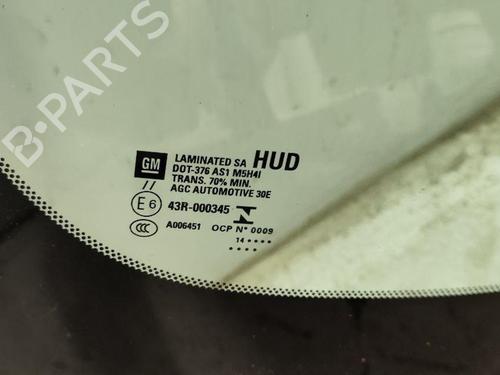 B-PARTS
GM
LAMINATED SA HUD
DOT-376 AS1 M5H4I
TRANS. 70% MIN.
AGC AUTOMOTIVE 30E
E6 43R-000345 N
CCC A006451 OCP N° 0009
14